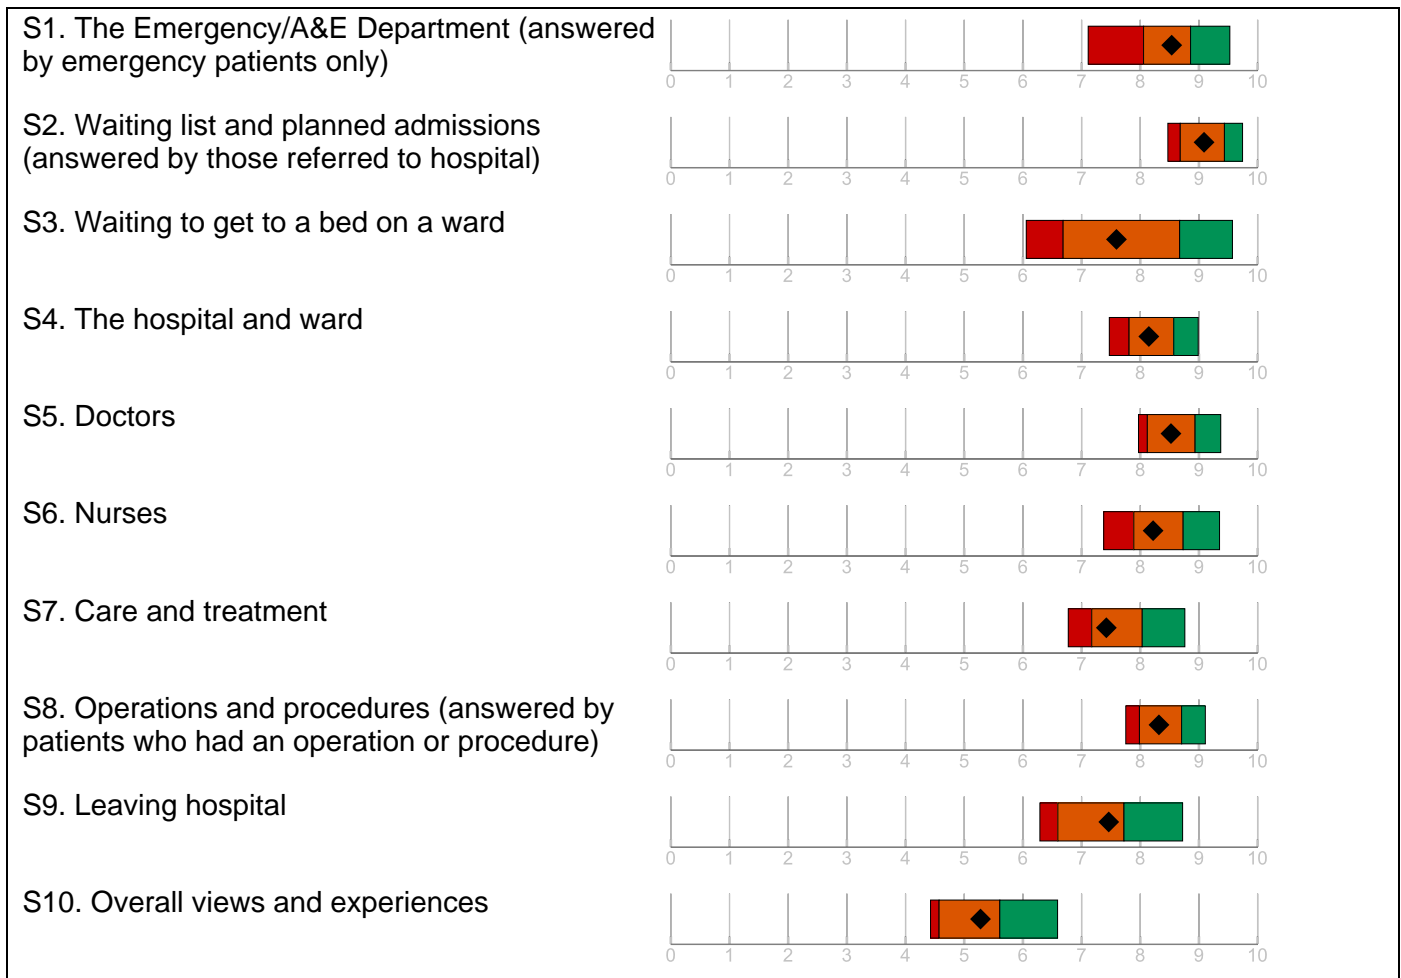 S1. The Emergency/A&E Department (answered
by emergency patients only)
0 1 2 3 4 5 6 7 8 9 10
S2. Waiting list and planned admissions
(answered by those referred to hospital)
0 1 2 3 4 5 6 7 8 9 10
S3. Waiting to get to a bed on a ward
0 1 2 3 4 5 6 7 8 9 10
S4. The hospital and ward
0 1 2 3 4 5 6 7 8 9 10
S5. Doctors
0 1 2 3 4 5 6 7 8 9 10
S6. Nurses
0 1 2 3 4 5 6 7 8 9 10
S7. Care and treatment
0 1 2 3 4 5 6 7 8 9 10
S8. Operations and procedures (answered by
patients who had an operation or procedure)
0 1 2 3 4 5 6 7 8 9 10
S9. Leaving hospital
0 1 2 3 4 5 6 7 8 9 10
S10. Overall views and experiences
0 1 2 3 4 5 6 7 8 9 10